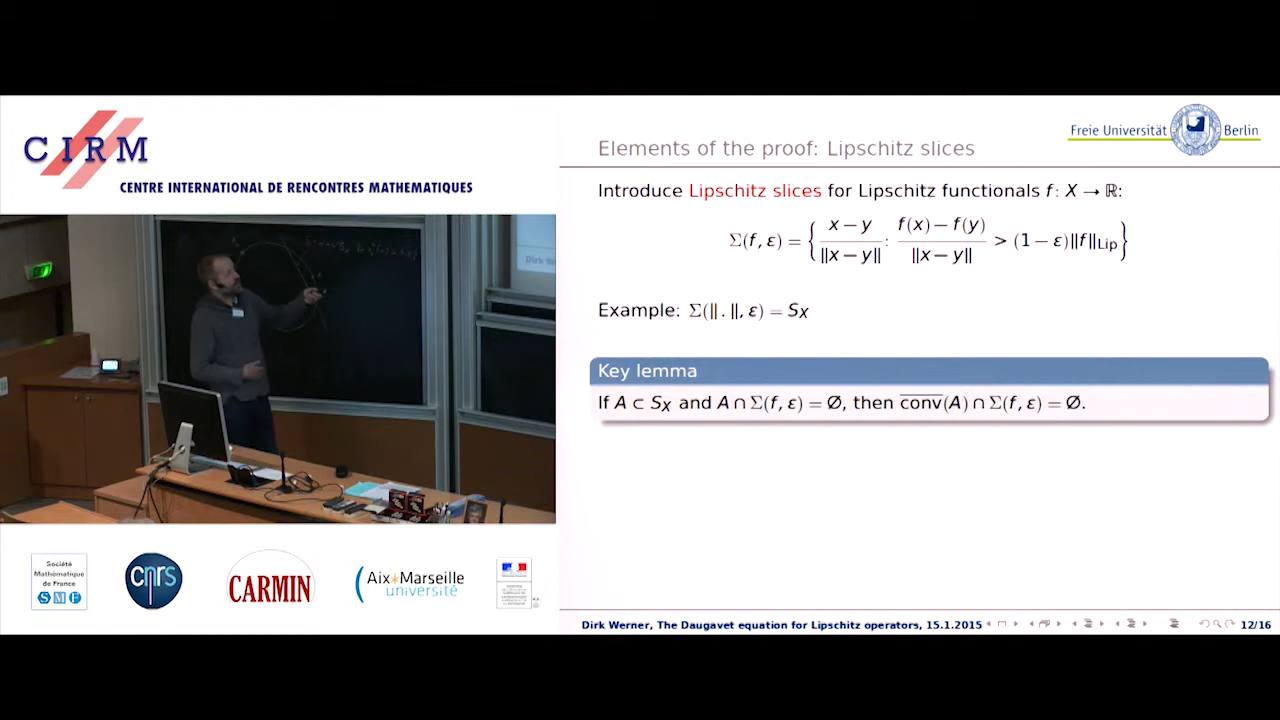 CIRM
CENTRE INTERNATIONAL DE RENCONTRES MATHEMATIQUES
Freie Universität Berlin
Elements of the proof: Lipschitz slices
Introduce Lipschitz slices for Lipschitz functionals f: X → ℝ:
Σ(f, ε) = { (x − y)/‖x − y‖ : (f(x) − f(y))/‖x − y‖ > (1 − ε)‖f‖_Lip }
Example: Σ(‖ . ‖, ε) = S_X
Key lemma
If A ⊂ S_X and A ∩ Σ(f, ε) = Ø, then \overline{conv}(A) ∩ Σ(f, ε) = Ø.
Dirk Werner, The Daugavet equation for Lipschitz operators, 15.1.2015
12/16
Société
Mathématique
de France
SMF
cnrs
CARMIN
Aix*Marseille
université